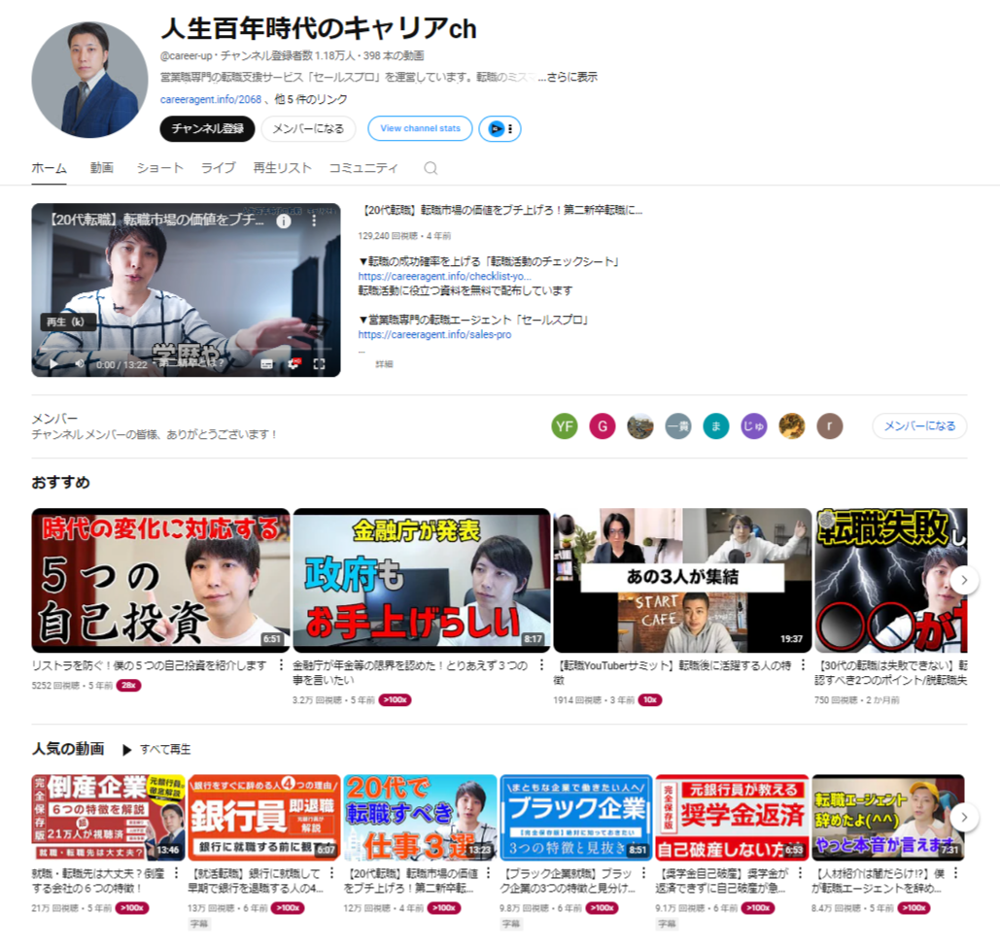 人生百年時代のキャリアch
@career-up・チャンネル登録者数 1.18万人・398 本の動画
営業職専門の転職支援サービス「セールスプロ」を運営しています。転職のミス ...さらに表示
careeragent.info/2068 、他 5 件のリンク
チャンネル登録 メンバーになる View channel stats
ホーム 動画 ショート ライブ 再生リスト コミュニティ
【20代転職】転職市場の価値をブチ...
再生（k）
学歴や
0:00 / 13:22 ・第二新卒とは？
【20代転職】転職市場の価値をブチ上げろ！第二新卒転職に...
129,240 回視聴・4 年前
▼転職の成功確率を上げる「転職活動のチェックシート」
https://careeragent.info/checklist-yo...
転職活動に役立つ資料を無料で配布しています
▼営業職専門の転職エージェント「セールスプロ」
https://careeragent.info/sales-pro
...
詳細
メンバー
チャンネル メンバーの皆様、ありがとうございます！
YF G 一貴 ま じゅ r メンバーになる
おすすめ
時代の変化に対応する
５つの
自己投資
6:51
金融庁が発表
政府も
お手上げらしい
8:17
あの3人が集結
START
CAFE
19:37
転職失敗し
〇〇が
リストラを防ぐ！僕の５つの自己投資を紹介します
5252 回視聴・5 年前 28x
金融庁が年金等の限界を認めた！とりあえず３つの
事を言いたい
3.2万 回視聴・5 年前 >100x
【転職YouTuberサミット】転職後に活躍する人の特
徴
1914 回視聴・3 年前 10x
【30代の転職は失敗できない】転
認すべき2つのポイント/脱転職失
750 回視聴・2 か月前
人気の動画 すべて再生
完全保存版
倒産企業
元銀行員が徹底解説
６つの特徴を解説
21万人が視聴済
就職・転職先は大丈夫？
13:46
銀行をすぐに辞める人4つの理由
銀行員 即退職
元銀行員が解説
銀行に就職する前に観
6:07
20代で
転職すべき
仕事３選
13:23
まともな企業で働きたい人へ
ブラック企業
【完全保存版】絶対に知っておきたい
3つの特徴と見抜き
8:51
完全保存版
元銀行員が教える
奨学金返済
自己破産しない方
6:53
転職エージェント
辞めたよ(^^)
やっと本音が言えます
7:31
就職・転職先は大丈夫？倒産
する会社の６つの特徴！
21万 回視聴・5 年前 >100x
【就活転職】銀行に就職して
早期で銀行を退職する人の4...
13万 回視聴・6 年前 >100x
字幕
【20代転職】転職市場の価値
をブチ上げろ！第二新卒転...
12万 回視聴・4 年前 >100x
【ブラック企業就職】ブラッ
ク企業の3つの特徴と見分け...
9.8万 回視聴・6 年前 >100x
字幕
【奨学金自己破産】奨学金が
返済できずに自己破産が急...
9.1万 回視聴・6 年前 >100x
字幕
【人材紹介は闇だらけ!?】僕
が転職エージェントを辞め...
8.4万 回視聴・5 年前 >100x